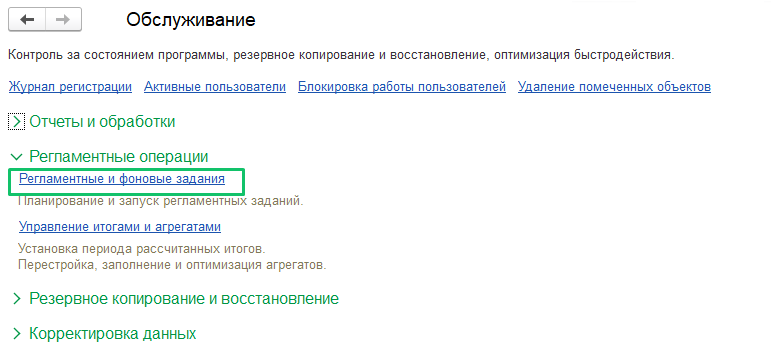 Обслуживание
Контроль за состоянием программы, резервное копирование и восстановление, оптимизация быстродействия.
Журнал регистрации Активные пользователи Блокировка работы пользователей Удаление помеченных объектов
Отчеты и обработки
Регламентные операции
Регламентные и фоновые задания
Планирование и запуск регламентных заданий.
Управление итогами и агрегатами
Установка периода рассчитанных итогов.
Перестройка, заполнение и оптимизация агрегатов.
Резервное копирование и восстановление
Корректировка данных